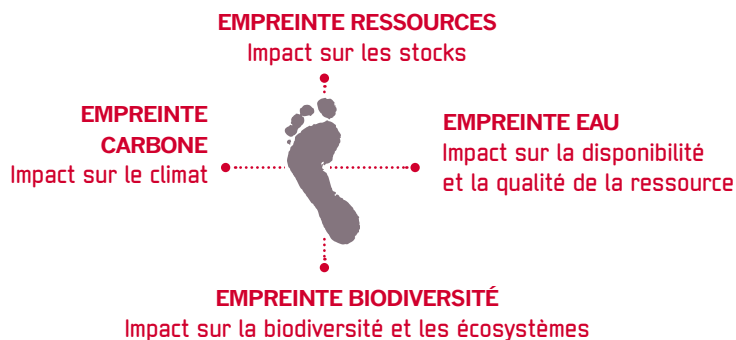 EMPREINTE RESSOURCES
Impact sur les stocks
EMPREINTE
CARBONE
Impact sur le climat
EMPREINTE EAU
Impact sur la disponibilité
et la qualité de la ressource
EMPREINTE BIODIVERSITÉ
Impact sur la biodiversité et les écosystèmes